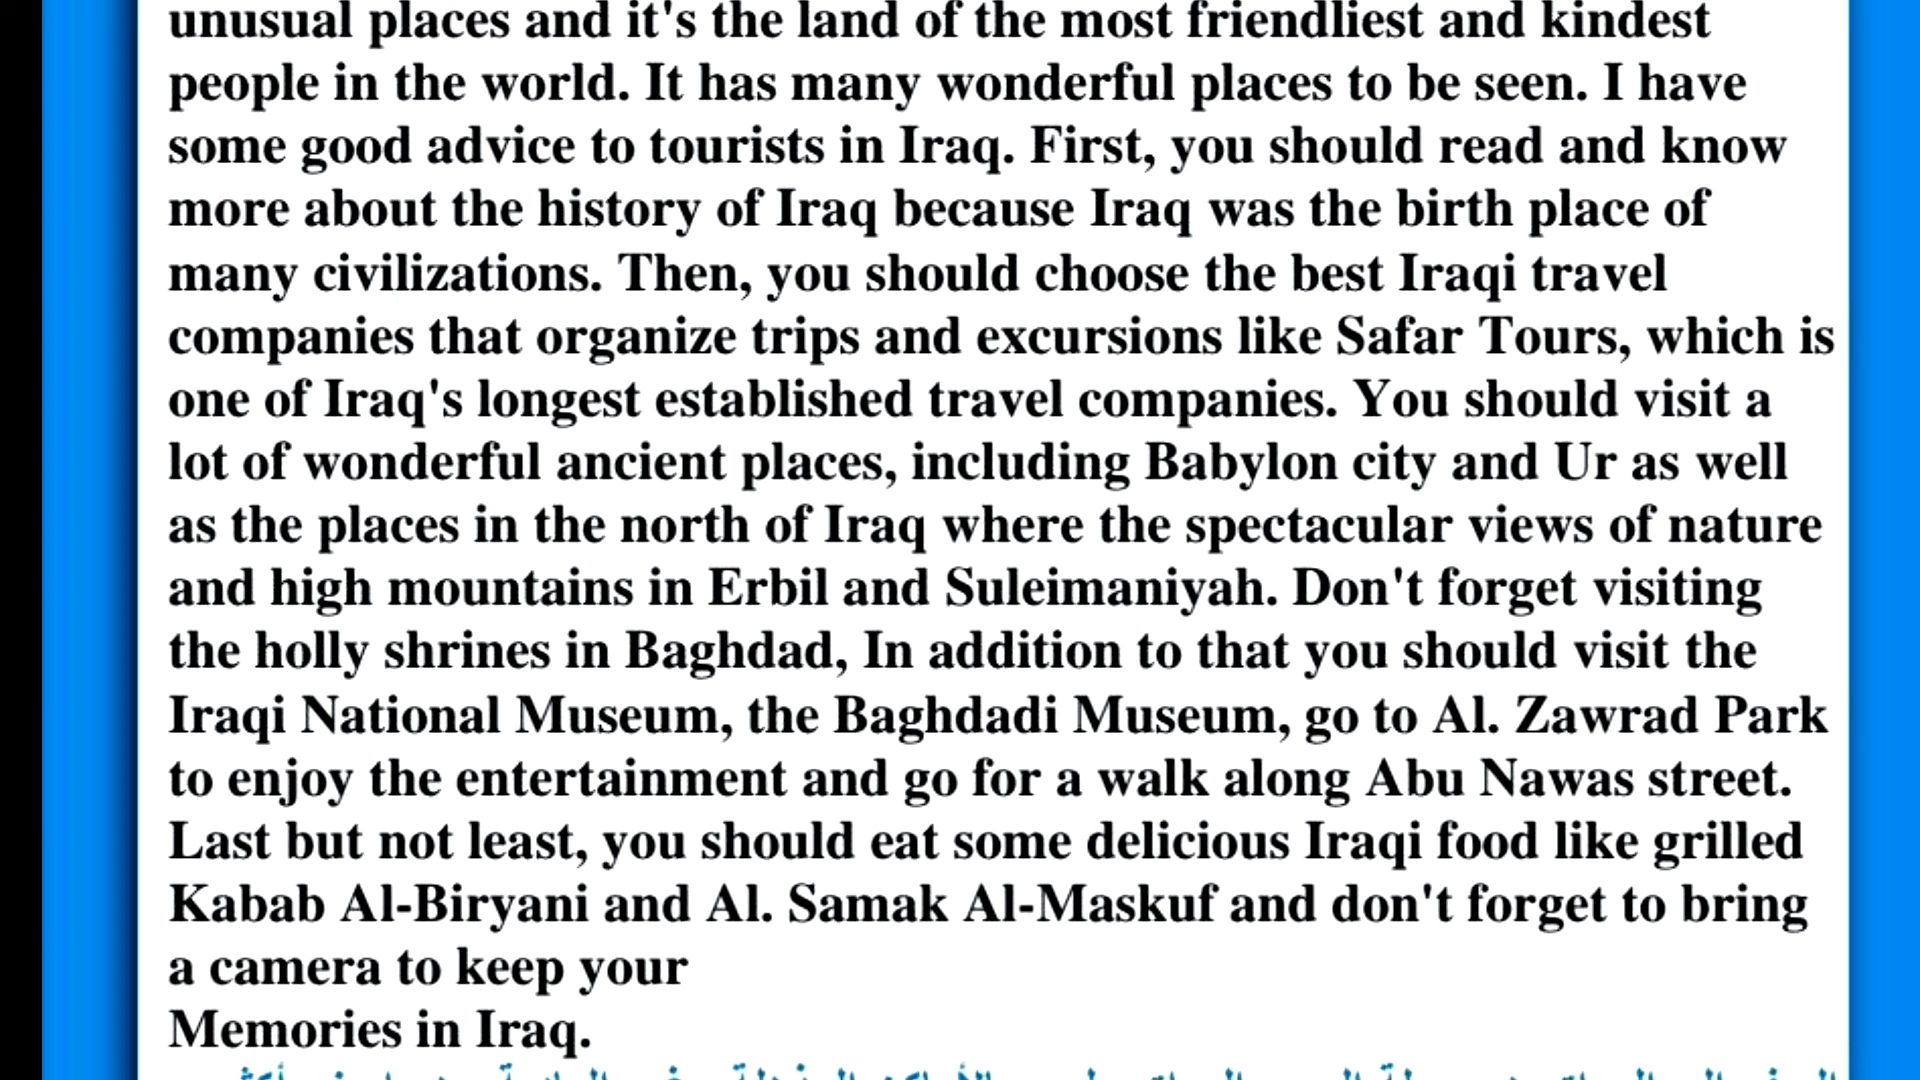 unusual places and it's the land of the most friendliest and kindest
people in the world. It has many wonderful places to be seen. I have
some good advice to tourists in Iraq. First, you should read and know
more about the history of Iraq because Iraq was the birth place of
many civilizations. Then, you should choose the best Iraqi travel
companies that organize trips and excursions like Safar Tours, which is
one of Iraq's longest established travel companies. You should visit a
lot of wonderful ancient places, including Babylon city and Ur as well
as the places in the north of Iraq where the spectacular views of nature
and high mountains in Erbil and Suleimaniyah. Don't forget visiting
the holly shrines in Baghdad, In addition to that you should visit the
Iraqi National Museum, the Baghdadi Museum, go to Al. Zawrad Park
to enjoy the entertainment and go for a walk along Abu Nawas street.
Last but not least, you should eat some delicious Iraqi food like grilled
Kabab Al-Biryani and Al. Samak Al-Maskuf and don't forget to bring
a camera to keep your
Memories in Iraq.